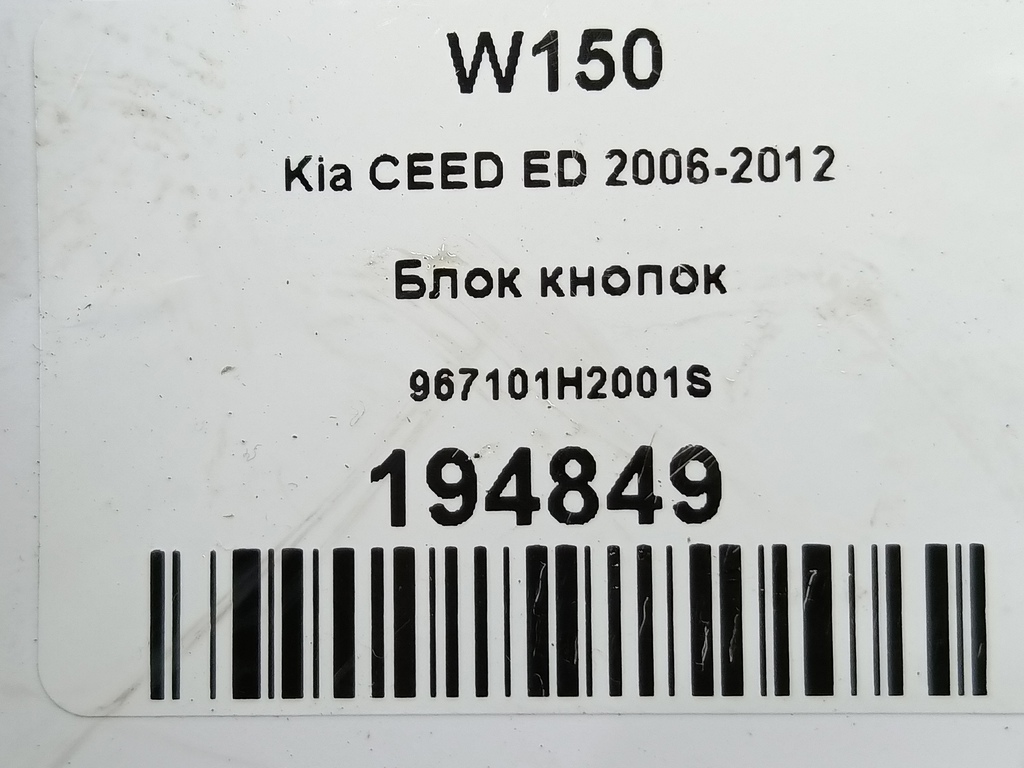 W150
Kia CEED ED 2006-2012
Блок кнопок
967101H2001S
194849